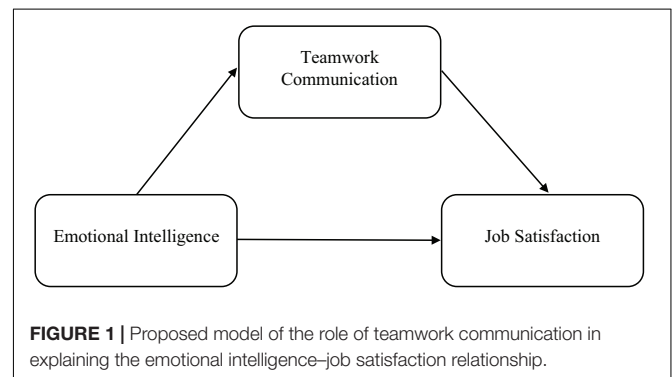 Teamwork
Communication
Emotional Intelligence
Job Satisfaction
FIGURE 1 | Proposed model of the role of teamwork communication in
explaining the emotional intelligence–job satisfaction relationship.